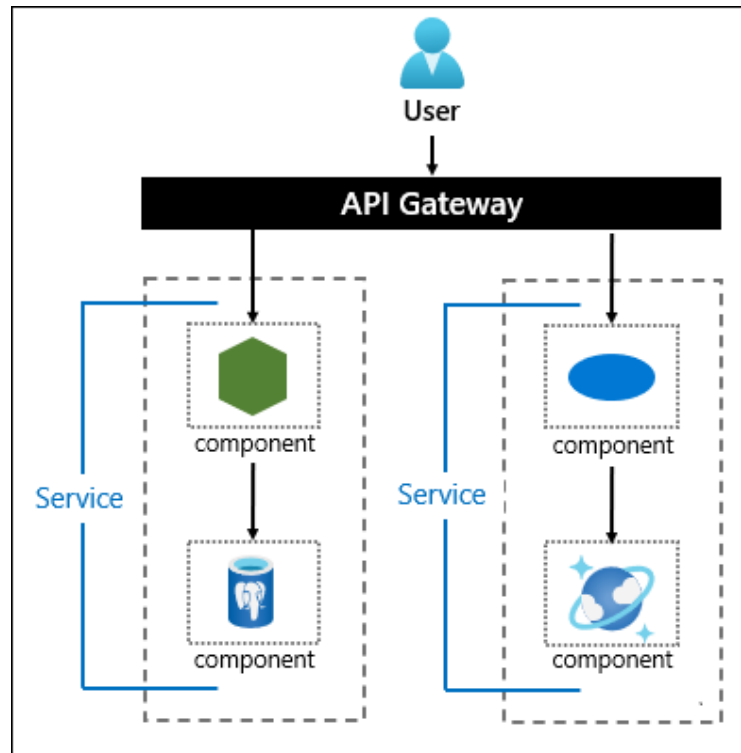 User
API Gateway
component
component
Service
Service
component
component